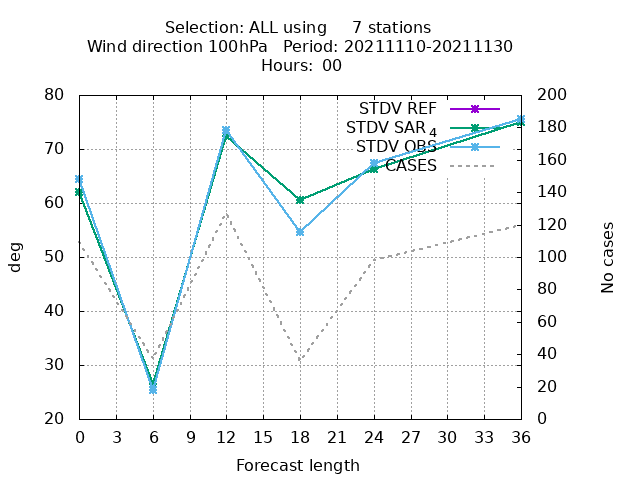 Selection: ALL using     7 stations
Wind direction 100hPa   Period: 20211110-20211130
Hours: 00
80 200
STDV REF
STDV SAR4 180
70
STDV OBS
160
CASES
140
60
120
deg
50 100
No cases
80
40
60
30 40
20
20 0
0 3 6 9 12 15 18 21 24 27 30 33 36
Forecast length